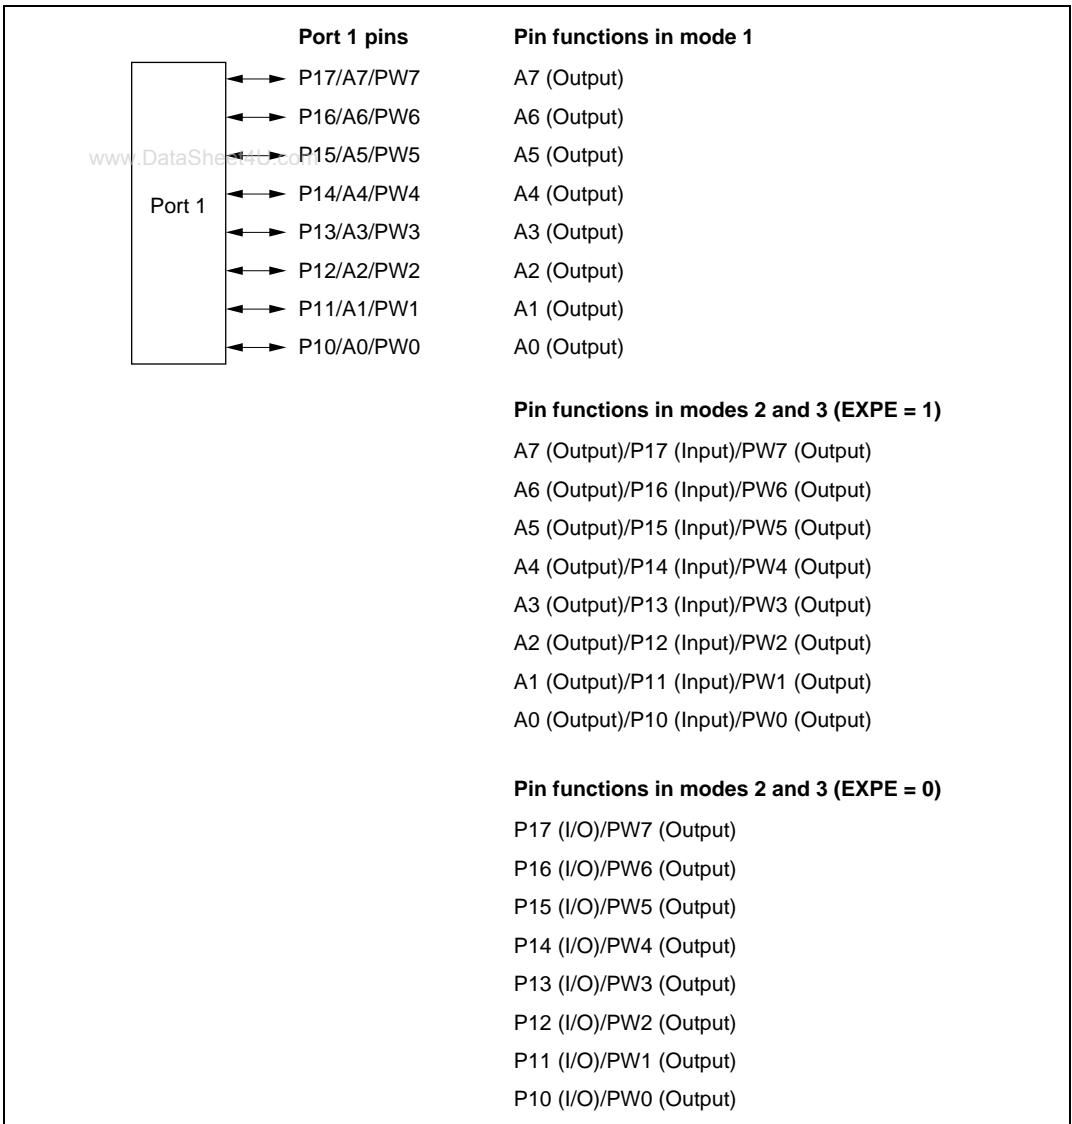 Port 1 pins Pin functions in mode 1
P17/A7/PW7 A7 (Output)
P16/A6/PW6 A6 (Output)
www.DataSheet4U.com P15/A5/PW5 A5 (Output)
P14/A4/PW4 A4 (Output)
Port 1
P13/A3/PW3 A3 (Output)
P12/A2/PW2 A2 (Output)
P11/A1/PW1 A1 (Output)
P10/A0/PW0 A0 (Output)
Pin functions in modes 2 and 3 (EXPE = 1)
A7 (Output)/P17 (Input)/PW7 (Output)
A6 (Output)/P16 (Input)/PW6 (Output)
A5 (Output)/P15 (Input)/PW5 (Output)
A4 (Output)/P14 (Input)/PW4 (Output)
A3 (Output)/P13 (Input)/PW3 (Output)
A2 (Output)/P12 (Input)/PW2 (Output)
A1 (Output)/P11 (Input)/PW1 (Output)
A0 (Output)/P10 (Input)/PW0 (Output)
Pin functions in modes 2 and 3 (EXPE = 0)
P17 (I/O)/PW7 (Output)
P16 (I/O)/PW6 (Output)
P15 (I/O)/PW5 (Output)
P14 (I/O)/PW4 (Output)
P13 (I/O)/PW3 (Output)
P12 (I/O)/PW2 (Output)
P11 (I/O)/PW1 (Output)
P10 (I/O)/PW0 (Output)